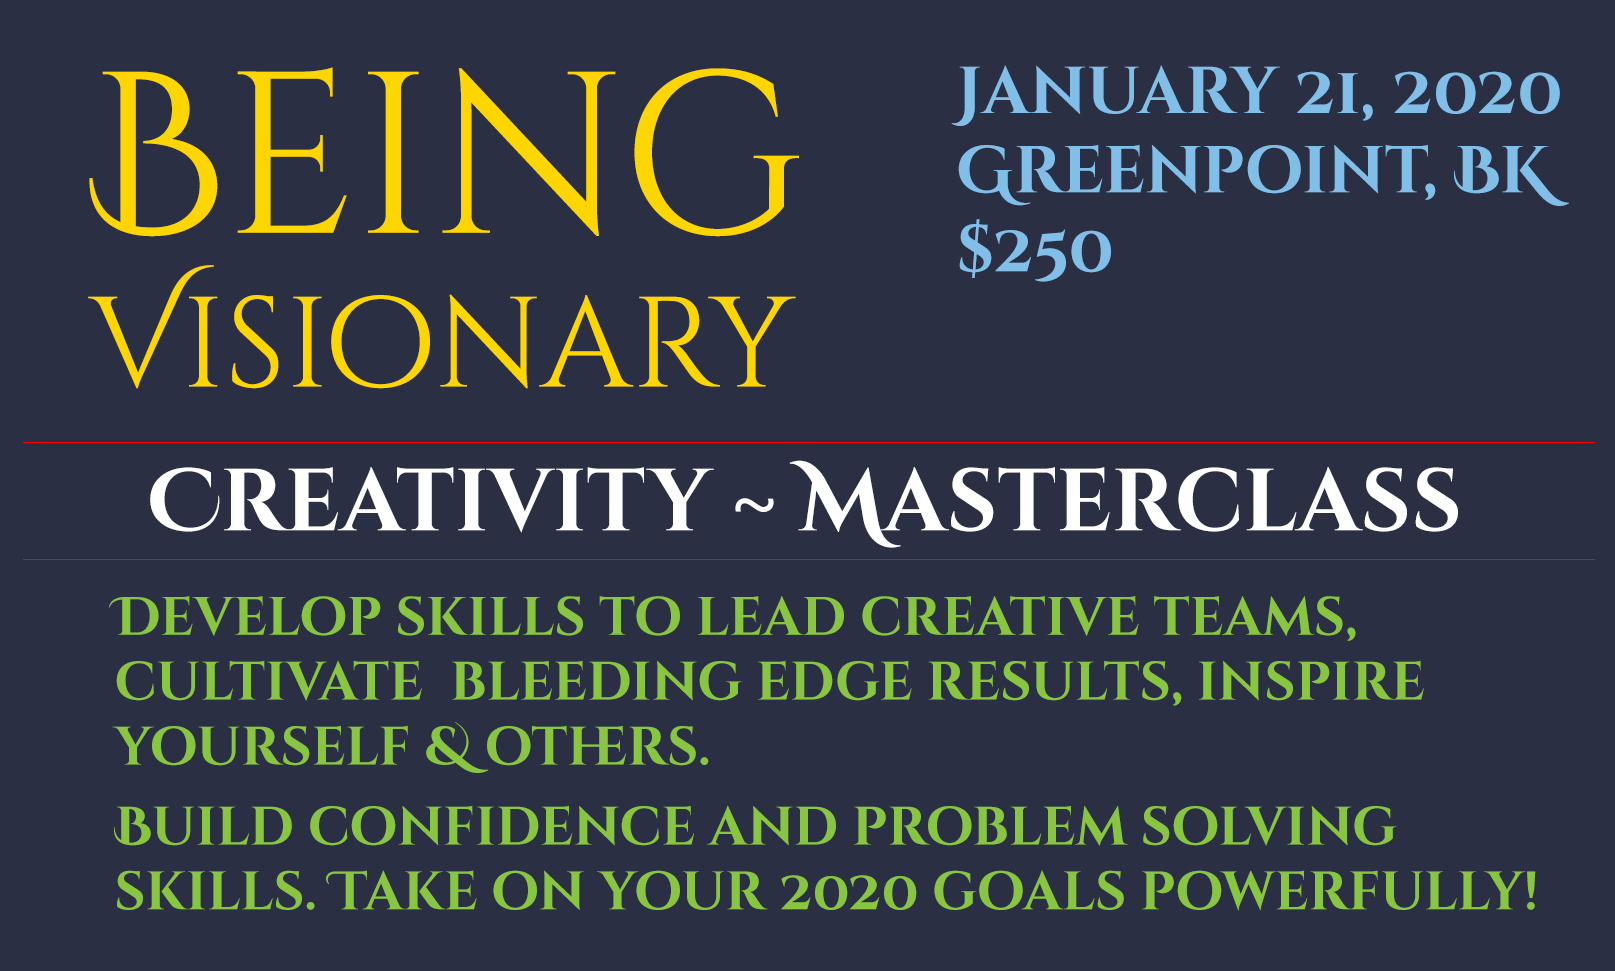 Being
Visionary
January 21, 2020
Greenpoint, BK
$250
Creativity ~ Masterclass
Develop skills to lead creative teams,
cultivate  bleeding edge results, inspire
yourself & others.
Build confidence and problem solving
skills. Take on your 2020 goals powerfully!